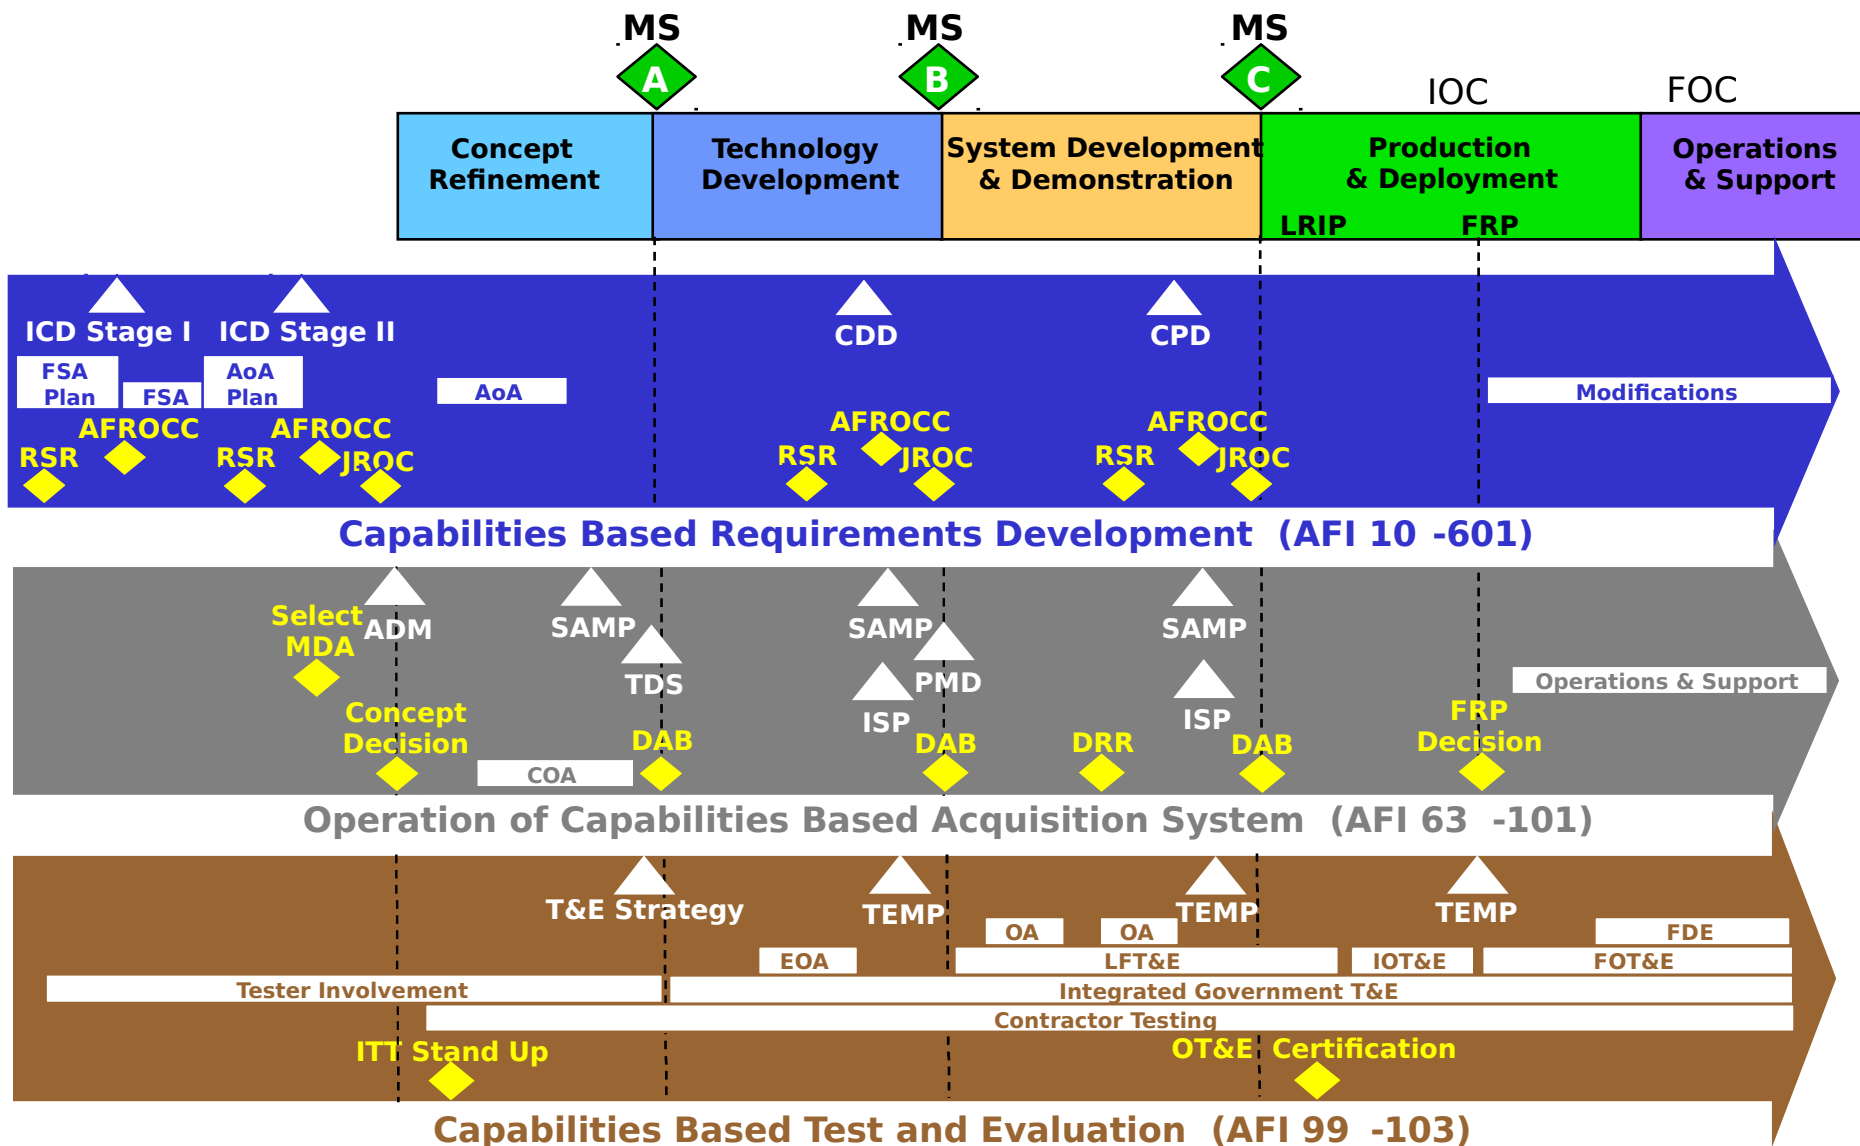 MS MS MS
A B C
IOC FOC
Concept
Refinement
Technology
Development
System Development
& Demonstration
Production
& Deployment
LRIP FRP
Operations
& Support
ICD Stage I
ICD Stage II
CDD
CPD
FSA
Plan
FSA
AoA
Plan
AoA
Modifications
AFROCC
RSR
AFROCC
RSR
JROC
AFROCC
RSR
JROC
AFROCC
RSR
JROC
Capabilities Based Requirements Development (AFI 10 -601)
Select
MDA
ADM
SAMP
TDS
SAMP
PMD
ISP
SAMP
ISP
Operations & Support
Concept
Decision
COA
DAB
DAB
DRR
DAB
FRP
Decision
Operation of Capabilities Based Acquisition System (AFI 63 -101)
T&E Strategy
TEMP
TEMP
TEMP
OA
OA
FDE
EOA
LFT&E
IOT&E
FOT&E
Tester Involvement
Integrated Government T&E
Contractor Testing
ITT Stand Up
OT&E Certification
Capabilities Based Test and Evaluation (AFI 99 -103)